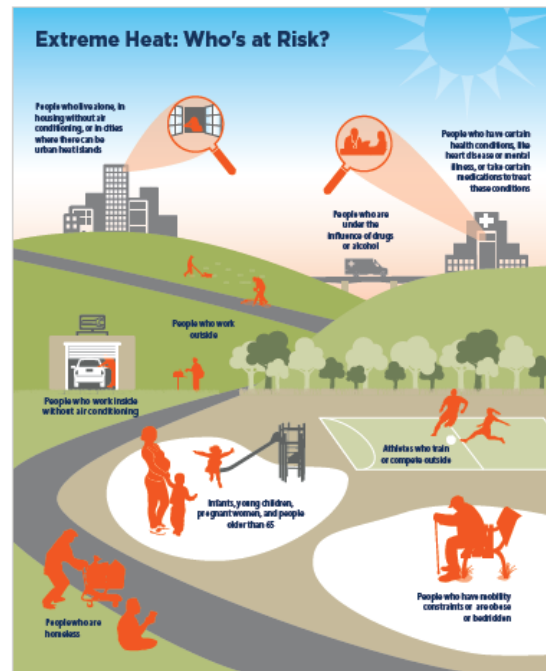 Extreme Heat: Who's at Risk?
People who live alone, in
housing without air
conditioning, or in cities
where there can be
urban heat islands
People who have certain
health conditions, like
heart disease or mental
illness, or take certain
medications to treat
these conditions
People who are
under the
influence of drugs
or alcohol
People who work
outside
People who work inside
without air conditioning
Athletes who train
or compete outside
Infants, young children,
pregnant women, and people
older than 65
People who have mobility
constraints or are obese
or bedridden
People who are
homeless